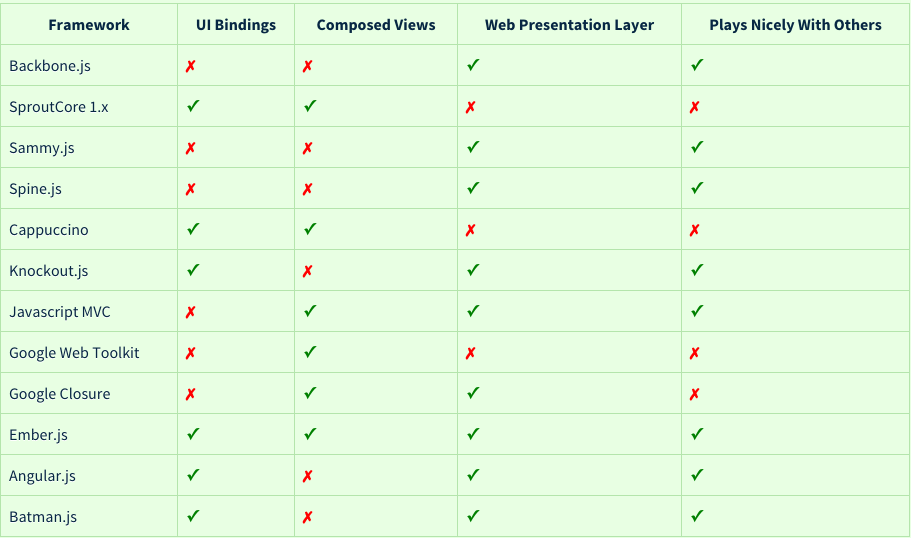 Framework UI Bindings Composed Views Web Presentation Layer Plays Nicely With Others
Backbone.js ✗ ✗ ✓ ✓
SproutCore 1.x ✓ ✓ ✗ ✗
Sammy.js ✗ ✗ ✓ ✓
Spine.js ✗ ✗ ✓ ✓
Cappuccino ✓ ✓ ✗ ✗
Knockout.js ✓ ✗ ✓ ✓
Javascript MVC ✗ ✓ ✓ ✓
Google Web Toolkit ✗ ✓ ✗ ✗
Google Closure ✗ ✓ ✓ ✗
Ember.js ✓ ✓ ✓ ✓
Angular.js ✓ ✗ ✓ ✓
Batman.js ✓ ✗ ✓ ✓